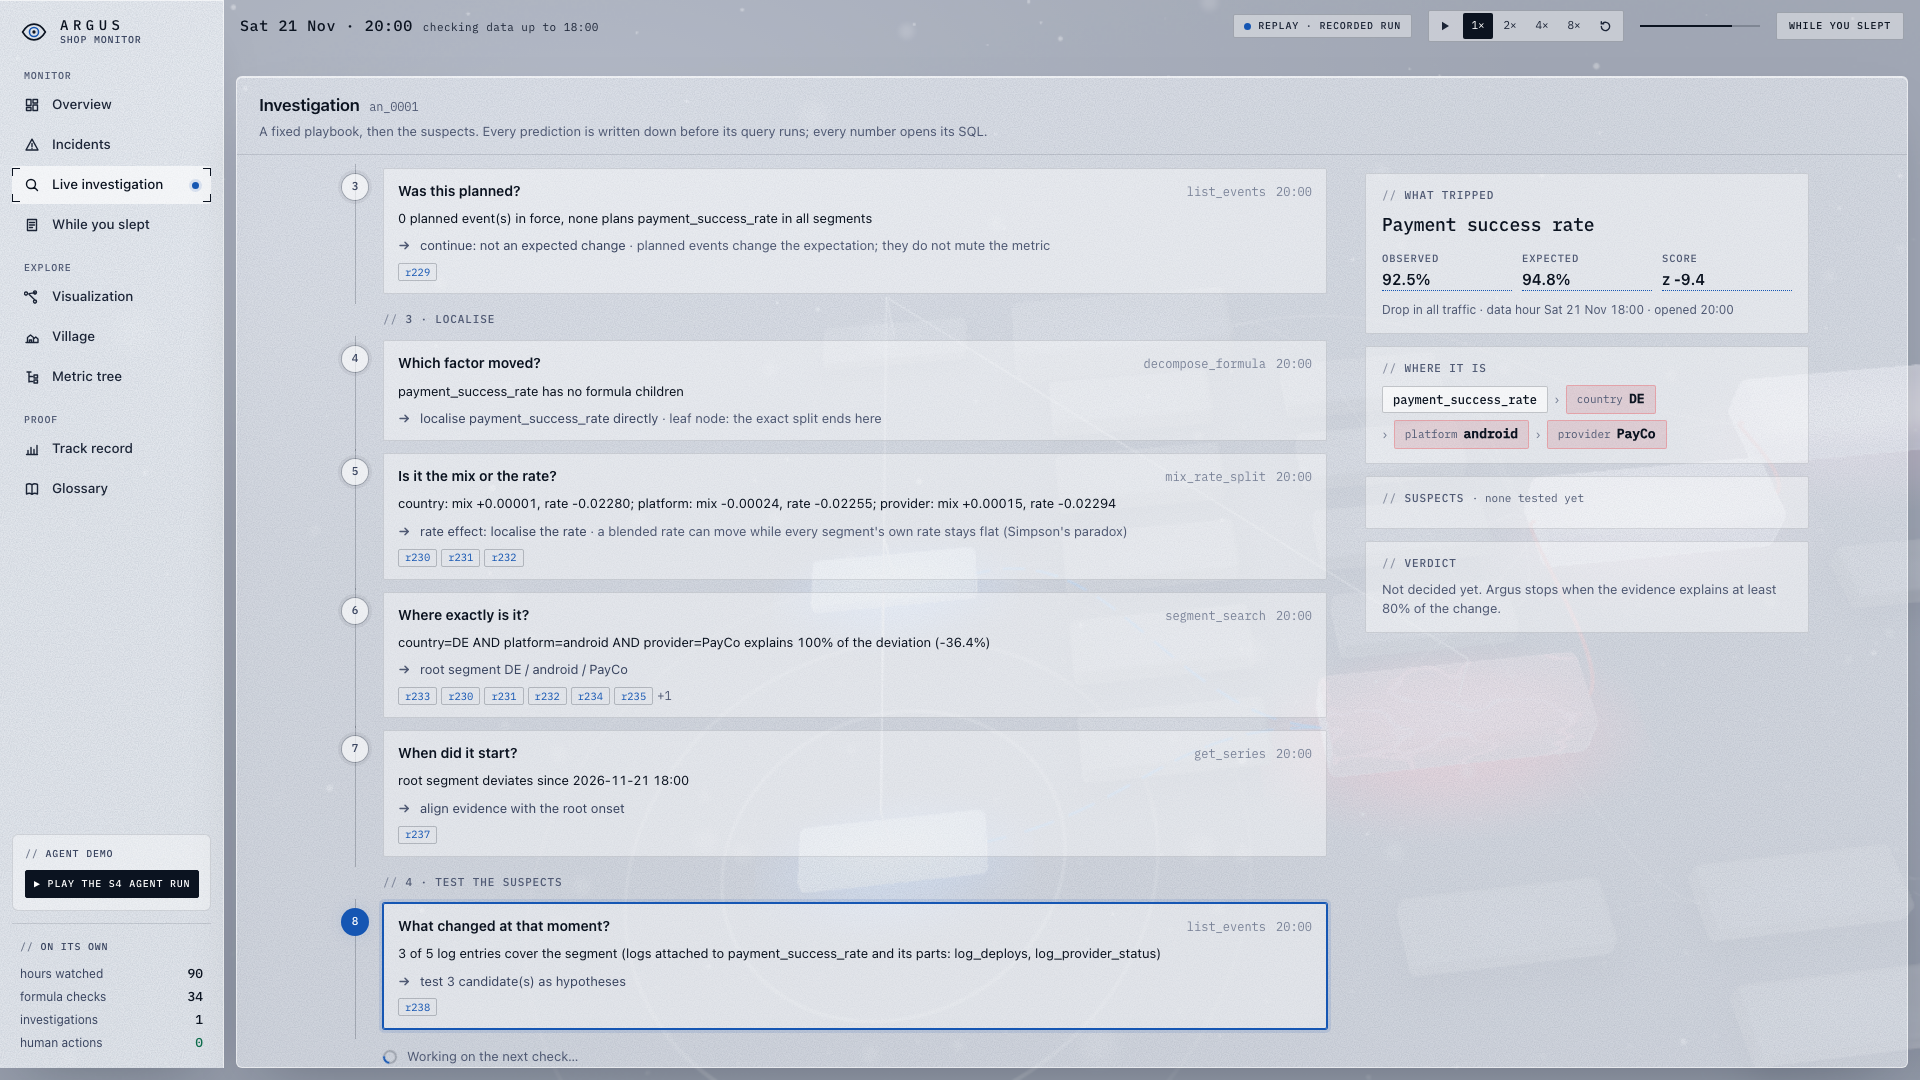 ARGUS
SHOP MONITOR
MONITOR
Overview
Incidents
Live investigation
While you slept
EXPLORE
Visualization
Village
Metric tree
PROOF
Track record
Glossary
// AGENT DEMO
PLAY THE S4 AGENT RUN
// ON ITS OWN
hours watched 90
formula checks 34
investigations 1
human actions 0
Sat 21 Nov · 20:00 checking data up to 18:00
REPLAY · RECORDED RUN
1× 2× 4× 8×
WHILE YOU SLEPT
Investigation an_0001
A fixed playbook, then the suspects. Every prediction is written down before its query runs; every number opens its SQL.
3
Was this planned? list_events 20:00
0 planned event(s) in force, none plans payment_success_rate in all segments
→ continue: not an expected change · planned events change the expectation; they do not mute the metric
r229
// 3 · LOCALISE
4
Which factor moved? decompose_formula 20:00
payment_success_rate has no formula children
→ localise payment_success_rate directly · leaf node: the exact split ends here
5
Is it the mix or the rate? mix_rate_split 20:00
country: mix +0.00001, rate -0.02280; platform: mix -0.00024, rate -0.02255; provider: mix +0.00015, rate -0.02294
→ rate effect: localise the rate · a blended rate can move while every segment's own rate stays flat (Simpson's paradox)
r230 r231 r232
6
Where exactly is it? segment_search 20:00
country=DE AND platform=android AND provider=PayCo explains 100% of the deviation (-36.4%)
→ root segment DE / android / PayCo
r233 r230 r231 r232 r234 r235 +1
7
When did it start? get_series 20:00
root segment deviates since 2026-11-21 18:00
→ align evidence with the root onset
r237
// 4 · TEST THE SUSPECTS
8
What changed at that moment? list_events 20:00
3 of 5 log entries cover the segment (logs attached to payment_success_rate and its parts: log_deploys, log_provider_status)
→ test 3 candidate(s) as hypotheses
r238
Working on the next check…
// WHAT TRIPPED
Payment success rate
OBSERVED EXPECTED SCORE
92.5% 94.8% z -9.4
Drop in all traffic · data hour Sat 21 Nov 18:00 · opened 20:00
// WHERE IT IS
payment_success_rate › country DE
› platform android › provider PayCo
// SUSPECTS · none tested yet
// VERDICT
Not decided yet. Argus stops when the evidence explains at least
80% of the change.